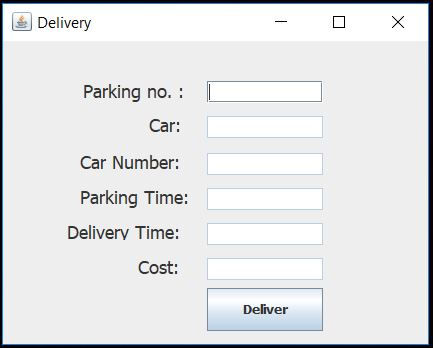 Delivery
Parking no. :
Car:
Car Number:
Parking Time:
Delivery Time:
Cost:
Deliver